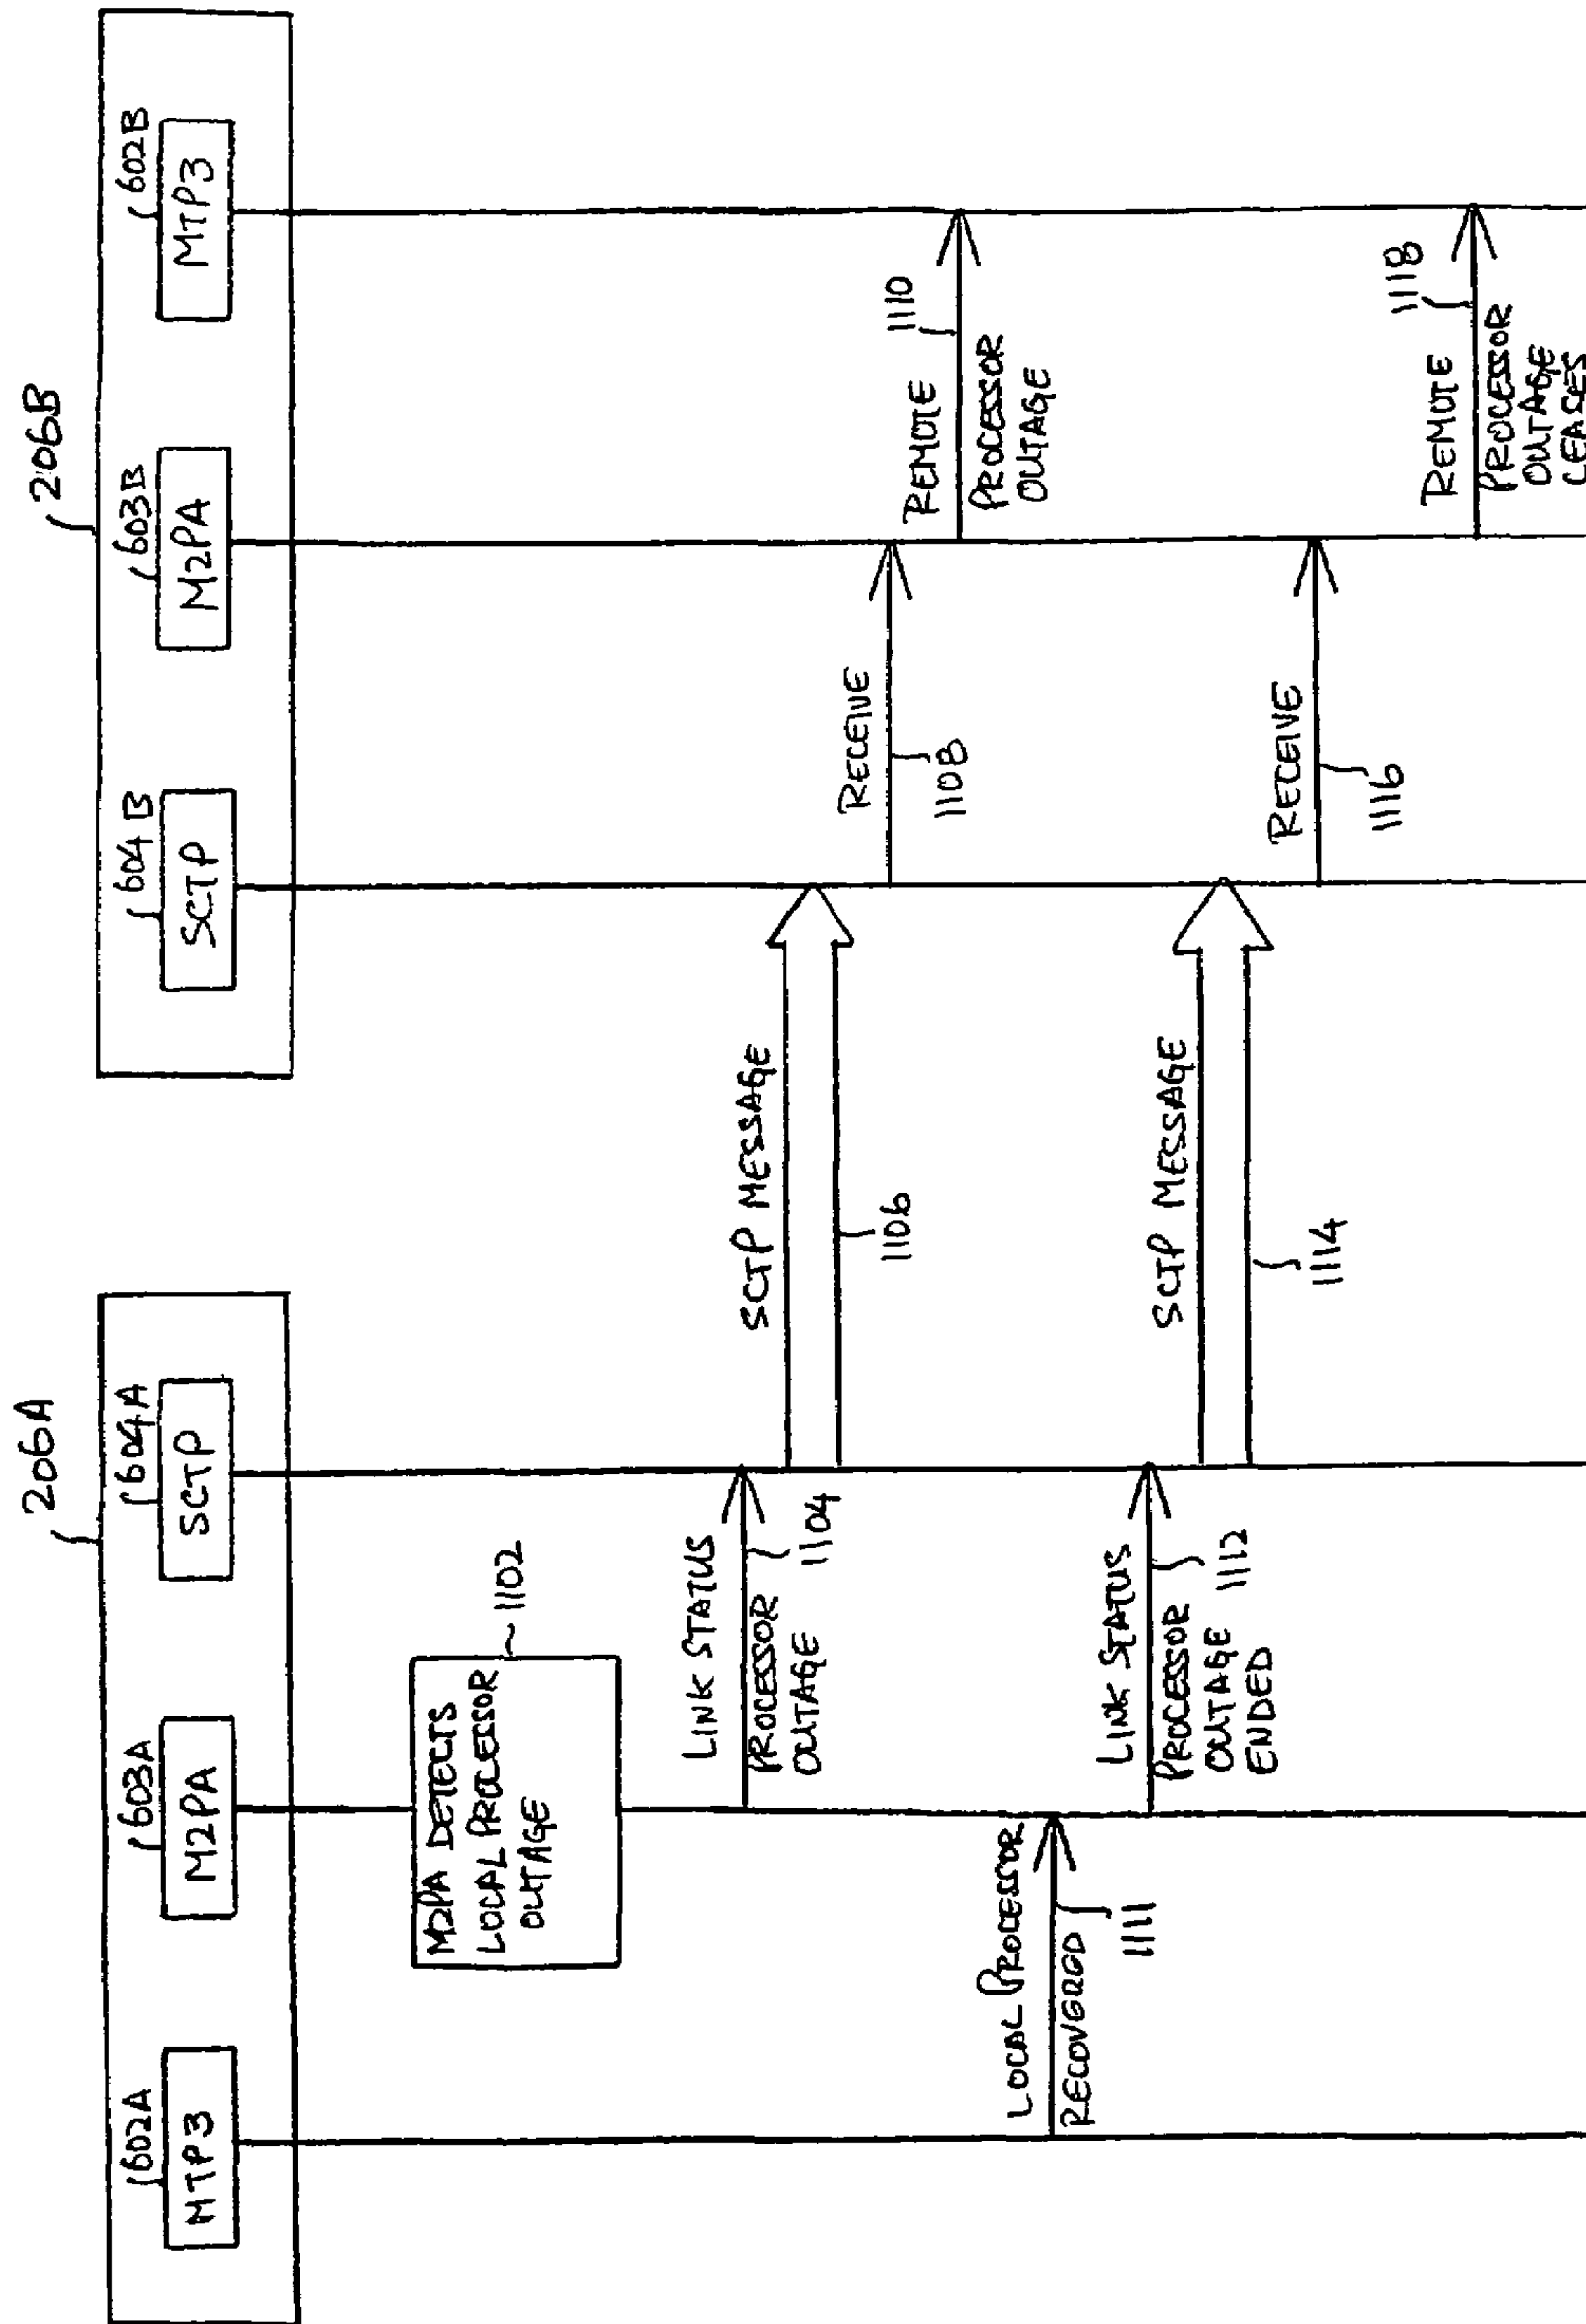 206A
206B
602A
603A
604A
604B
603B
602B
MTP3
M2PA
SCTP
SCTP
M2PA
MTP3
M2PA DETECTS
LOCAL PROCESSOR
OUTAGE
1102
LINK STATUS
PROCESSOR
OUTAGE
1104
SCTP MESSAGE
1106
RECEIVE
1108
REMOTE
PROCESSOR
OUTAGE
1110
LOCAL PROCESSOR
RECOVERED
1111
LINK STATUS
PROCESSOR
OUTAGE
ENDED
1112
SCTP MESSAGE
1114
RECEIVE
1116
REMOTE
PROCESSOR
OUTAGE
CEASES
1118